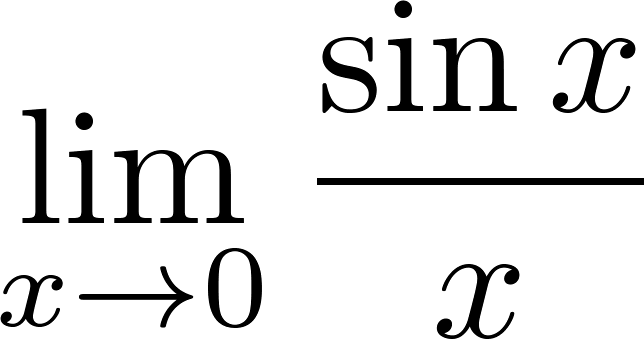 lim x→0 sin x / x